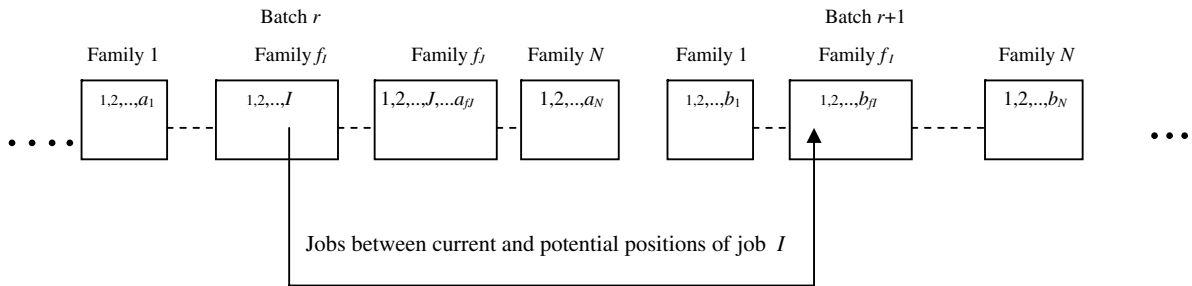 Batch r Batch r+1
Family 1 Family fI Family fJ Family N Family 1 Family fI Family N
1,2,..,a1 1,2,..,I 1,2,..,J,...afJ 1,2,..,aN 1,2,..,b1 1,2,..,bfI 1,2,..,bN
Jobs between current and potential positions of job I